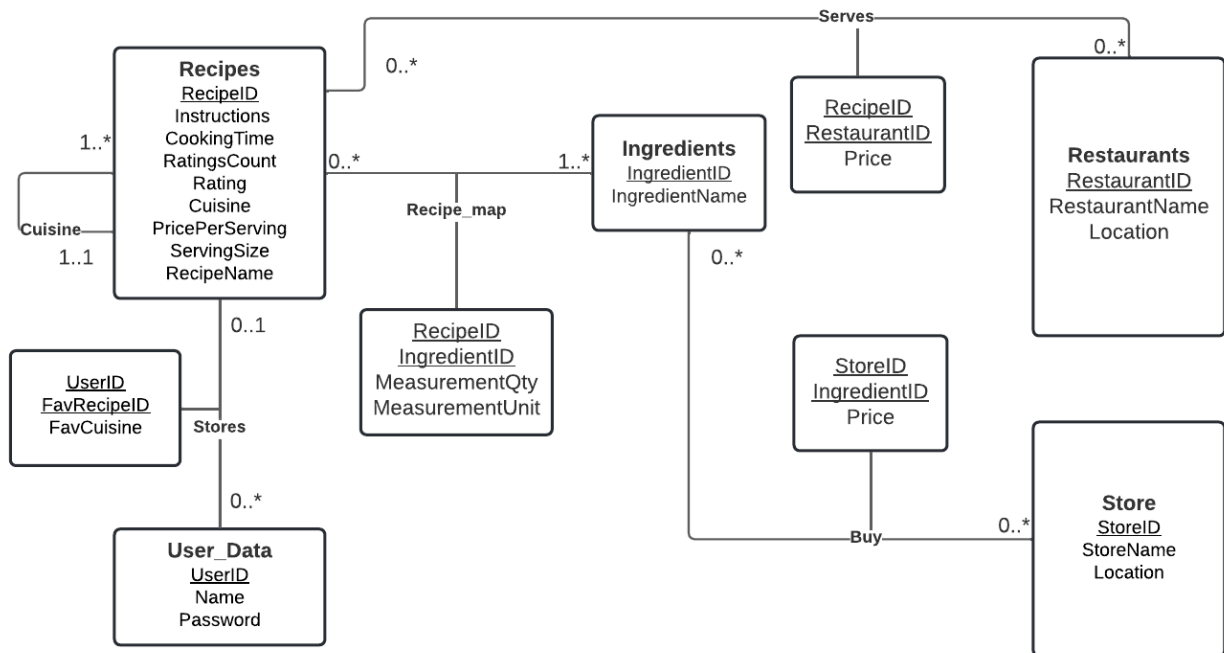 Serves
0..*
0..*
Recipes
RecipeID
Instructions
CookingTime
RatingsCount
Rating
Cuisine
PricePerServing
ServingSize
RecipeName
1..*
Cuisine
1..1
0..*
1..*
Recipe_map
Ingredients
IngredientID
IngredientName
RecipeID
RestaurantID
Price
Restaurants
RestaurantID
RestaurantName
Location
0..*
0..1
RecipeID
IngredientID
MeasurementQty
MeasurementUnit
StoreID
IngredientID
Price
UserID
FavRecipeID
FavCuisine
Stores
0..*
User_Data
UserID
Name
Password
Buy
0..*
Store
StoreID
StoreName
Location